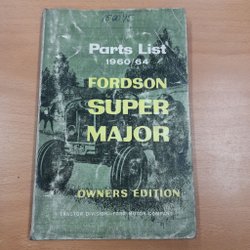 Parts List
1960/64
FORDSON
SUPER
MAJOR
OWNERS EDITION
TRACTOR DIVISION · FORD MOTOR COMPANY